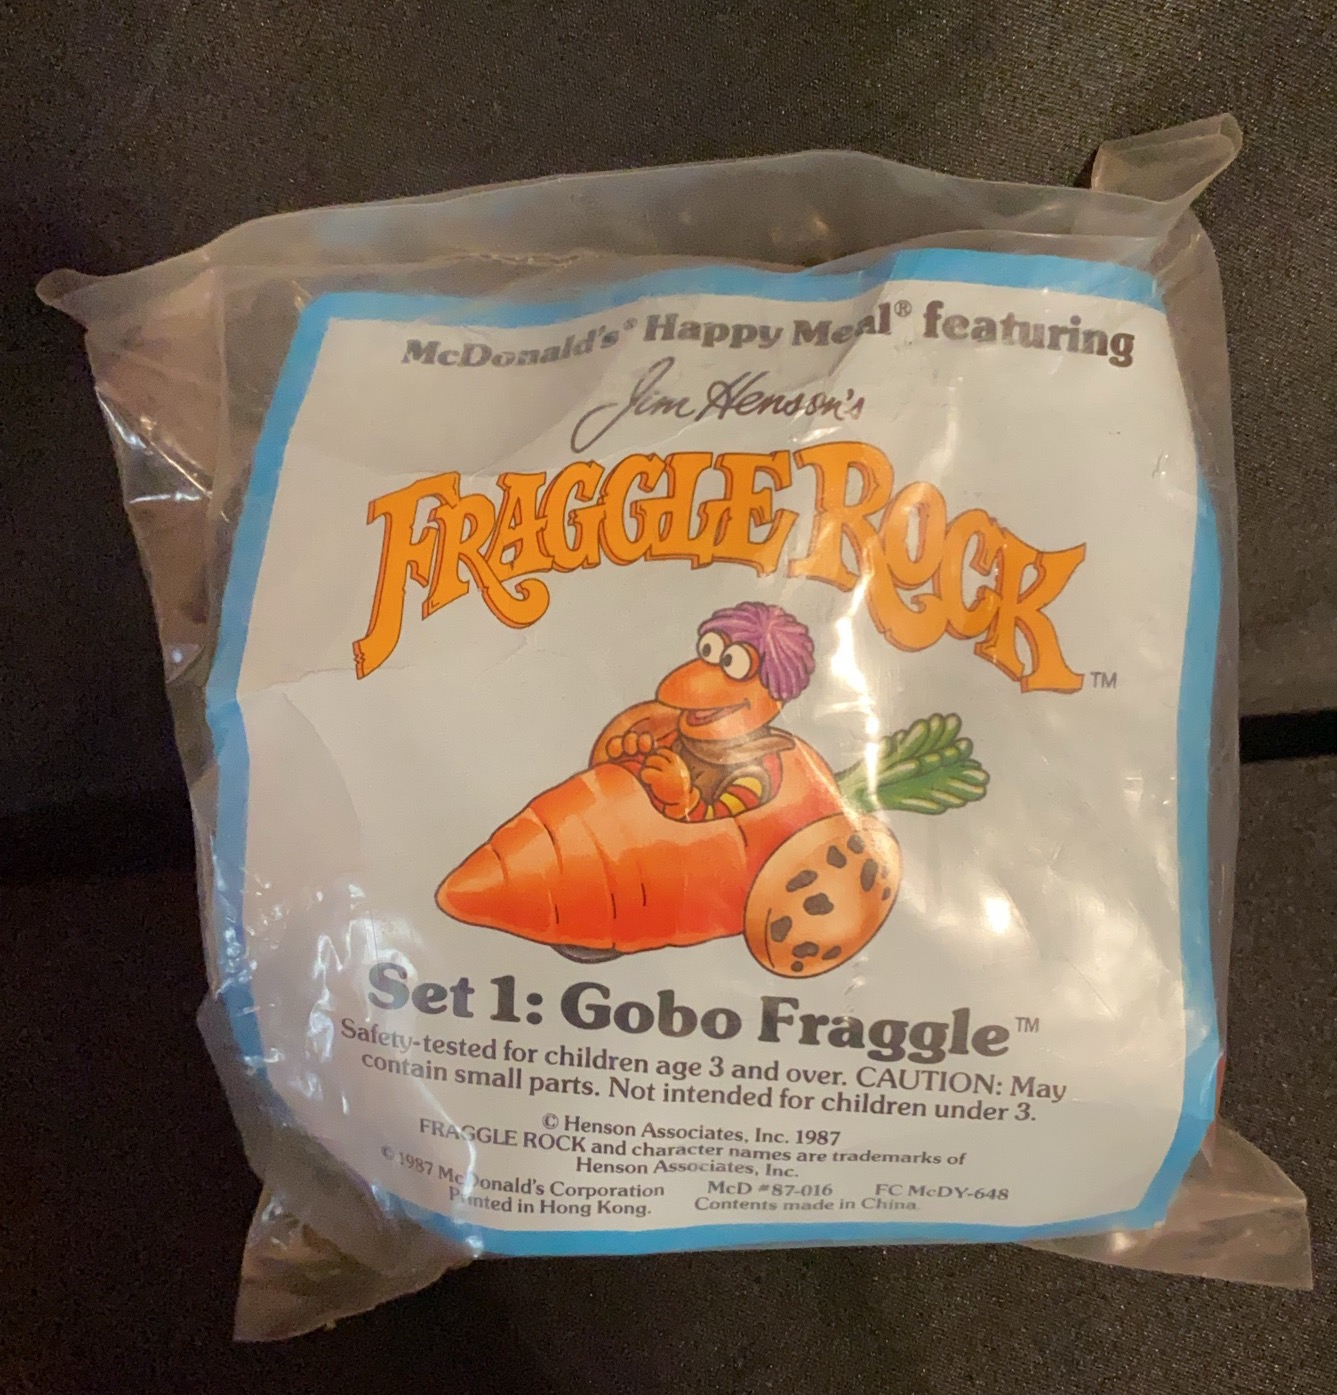 McDonald's® Happy Meal® featuring
Jim Henson's
FRAGGLE ROCK™
Set 1: Gobo Fraggle™
Safety-tested for children age 3 and over. CAUTION: May
contain small parts. Not intended for children under 3.
© Henson Associates, Inc. 1987
FRAGGLE ROCK and character names are trademarks of
Henson Associates, Inc.
© 1987 McDonald's Corporation McD #87-016 FC McDY-648
Printed in Hong Kong. Contents made in China.